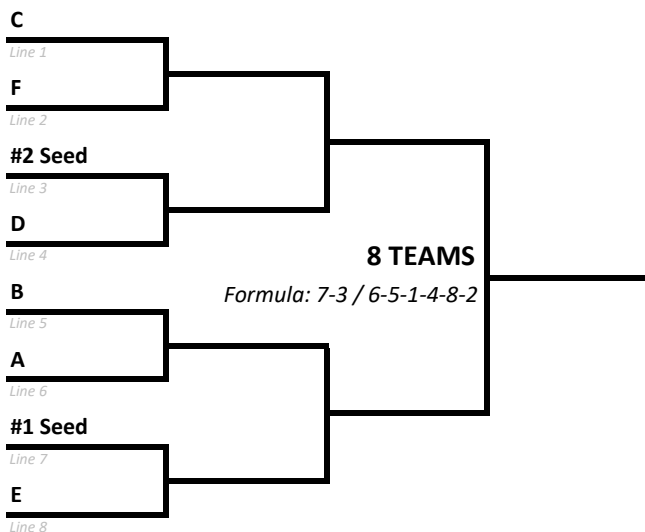 C
Line 1
F
Line 2
#2 Seed
Line 3
D
Line 4
8 TEAMS
B
Formula: 7-3 / 6-5-1-4-8-2
Line 5
A
Line 6
#1 Seed
Line 7
E
Line 8